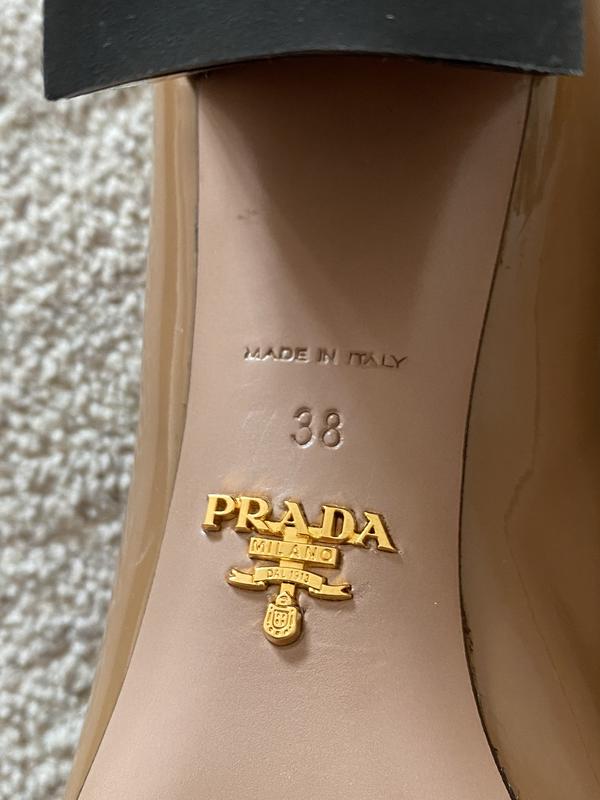 MADE IN ITALY
38
PRADA
MILANO
DAL 1913